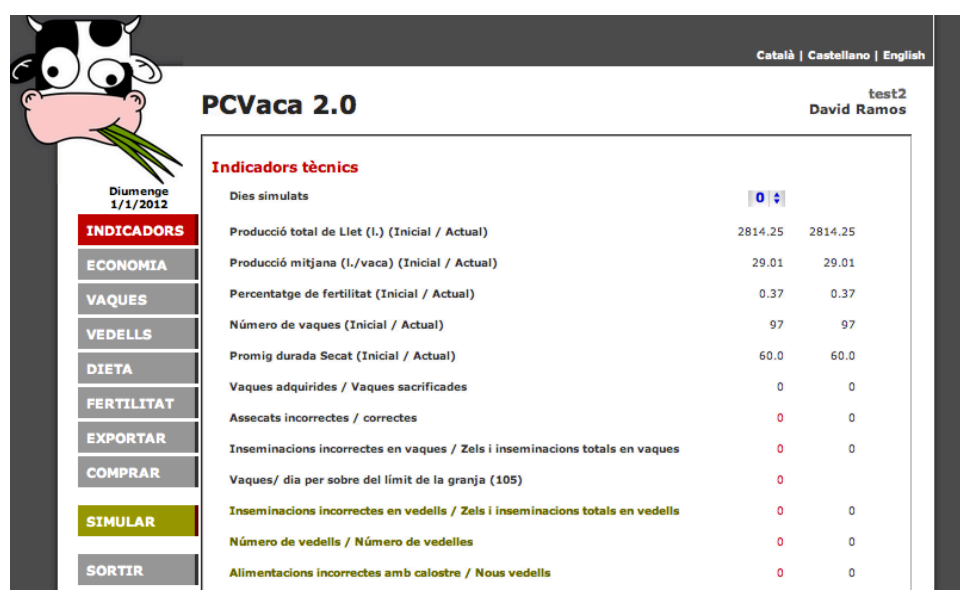 Català | Castellano | English
PCVaca 2.0
test2
David Ramos
Diumenge
1/1/2012
INDICADORS
ECONOMIA
VAQUES
VEDELLS
DIETA
FERTILITAT
EXPORTAR
COMPRAR
SIMULAR
SORTIR
Indicadors tècnics
Dies simulats 0
Producció total de Llet (l.) (Inicial / Actual) 2814.25 2814.25
Producció mitjana (l./vaca) (Inicial / Actual) 29.01 29.01
Percentatge de fertilitat (Inicial / Actual) 0.37 0.37
Número de vaques (Inicial / Actual) 97 97
Promig durada Secat (Inicial / Actual) 60.0 60.0
Vaques adquirides / Vaques sacrificades 0 0
Assecats incorrectes / correctes 0 0
Inseminacions incorrectes en vaques / Zels i inseminacions totals en vaques 0 0
Vaques/ dia per sobre del límit de la granja (105) 0
Inseminacions incorrectes en vedells / Zels i inseminacions totals en vedells 0 0
Número de vedells / Número de vedelles 0 0
Alimentacions incorrectes amb calostre / Nous vedells 0 0